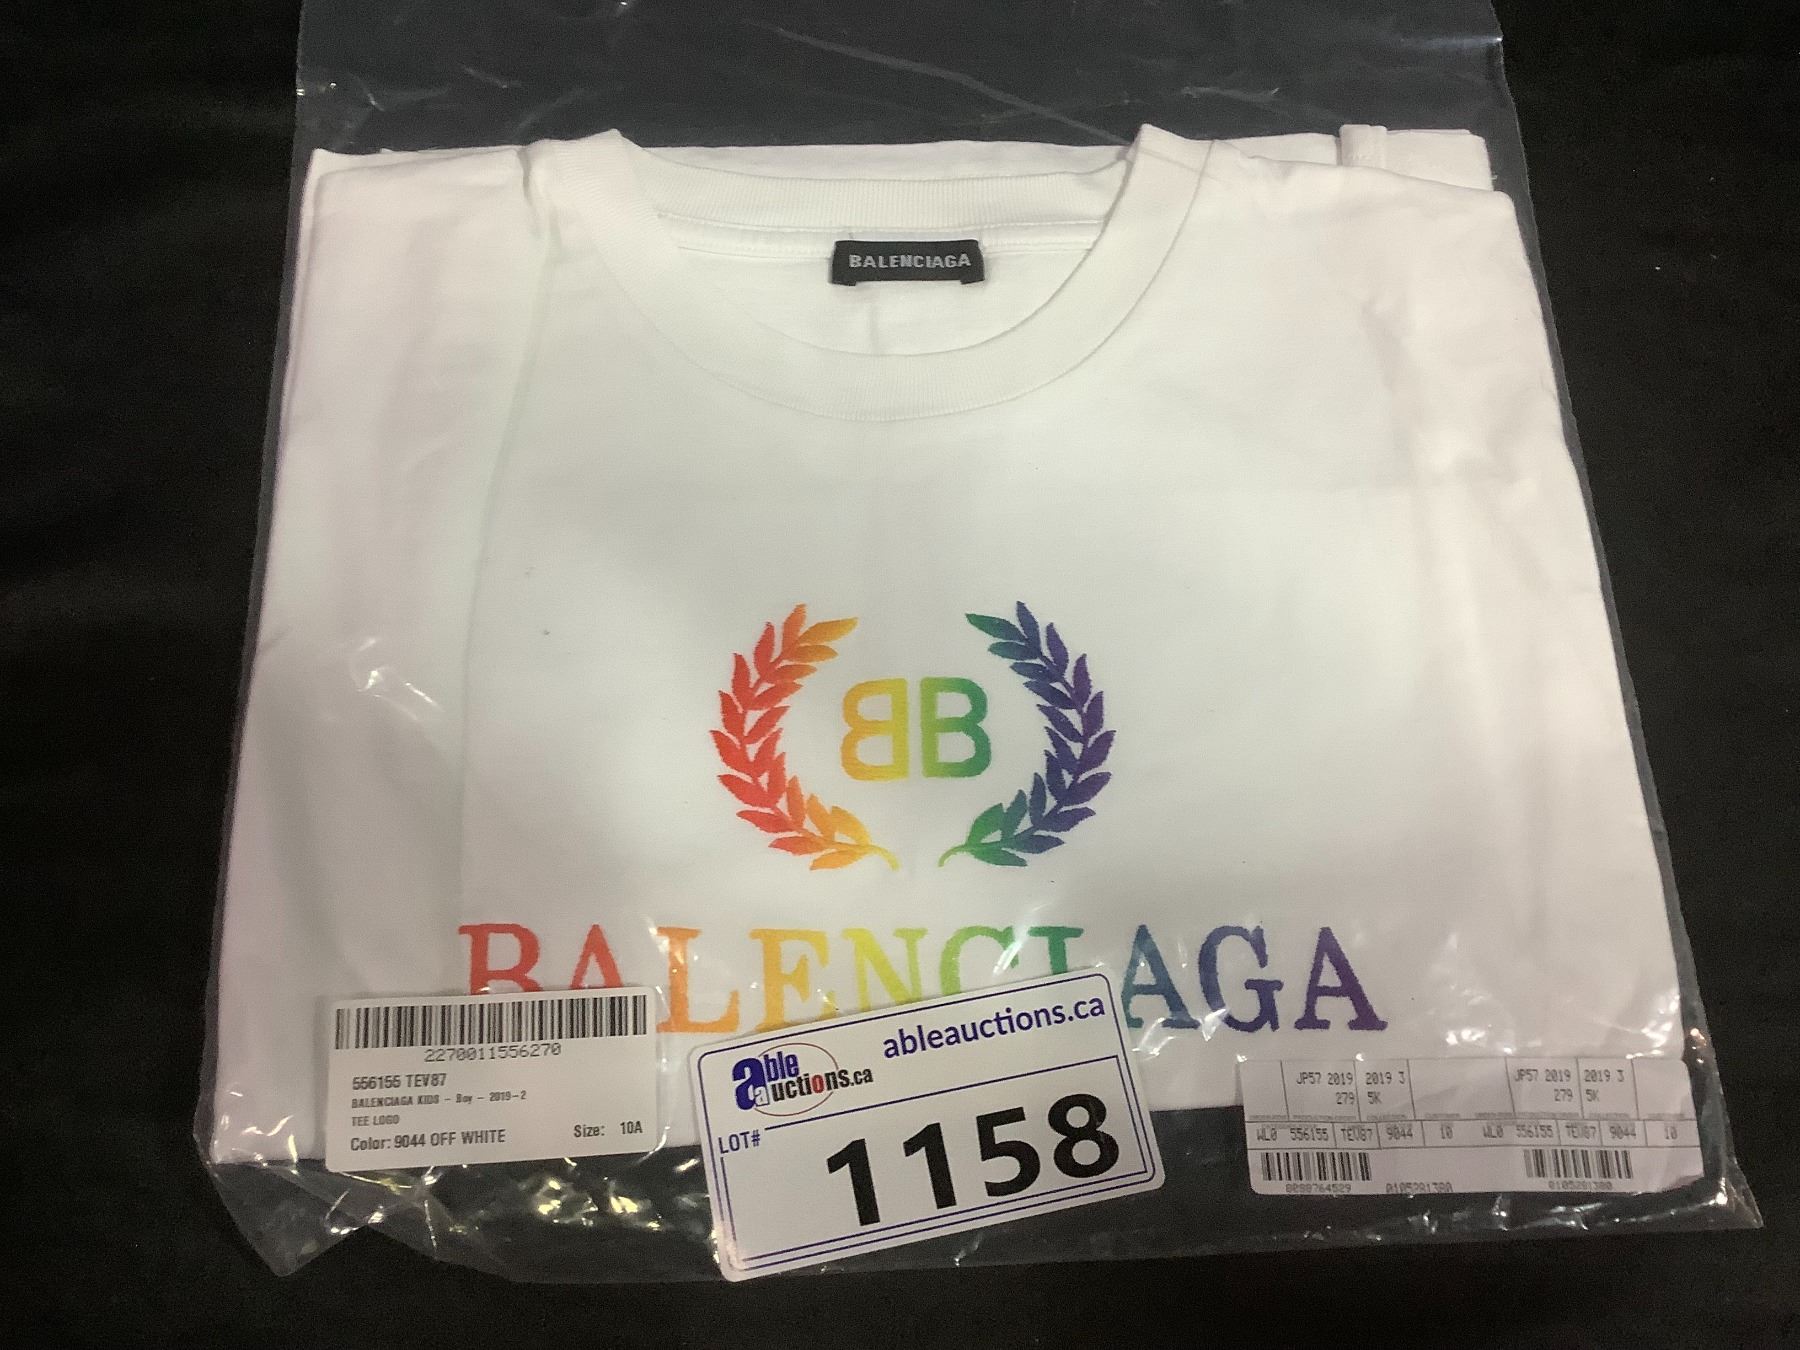 BALENCIAGA
BB
BALENCIAGA
2270011556270
556155 TEV87
BALENCIAGA KIDS - Boy - 2019-2
TEE LOGO
Color: 9044 OFF WHITE
Size: 10A
able auctions.ca
ableauctions.ca
LOT#
1158
JP57 2019 2019 3 JP57 2019 2019 3
279 5K 279 5K
WL0 556155 TEV87 9044 10 WL0 556155 TEV87 9044 10
0105281380 0105281380